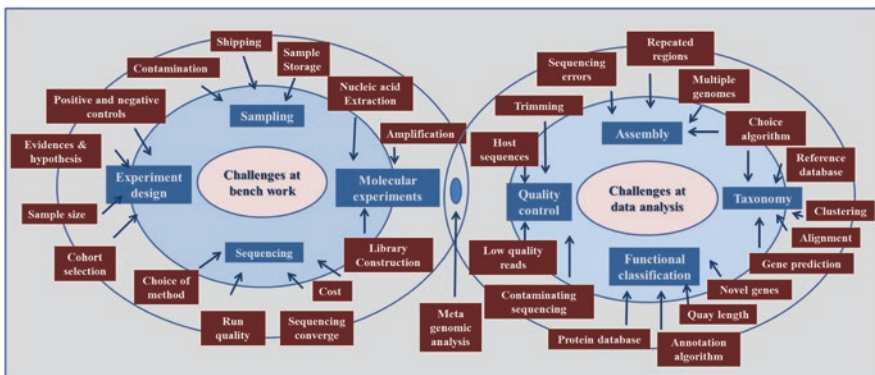 Shipping
Sample
Storage
Contamination
Nucleic acid
Extraction
Positive and negative
controls
Sampling
Amplification
Evidences &
hypothesis
Experiment
design
Challenges at
bench work
Molecular
experiments
Sample size
Cohort
selection
Sequencing
Library
Construction
Choice of
method
Cost
Run
quality
Sequencing
converge
Meta
genomic
analysis
Repeated
regions
Sequencing
errors
Multiple
genomes
Trimming
Assembly
Choice
algorithm
Host
sequences
Reference
database
Quality
control
Challenges at
data analysis
Taxonomy
Clustering
Alignment
Low quality
reads
Functional
classification
Gene prediction
Contaminating
sequencing
Novel genes
Quay length
Protein database
Annotation
algorithm